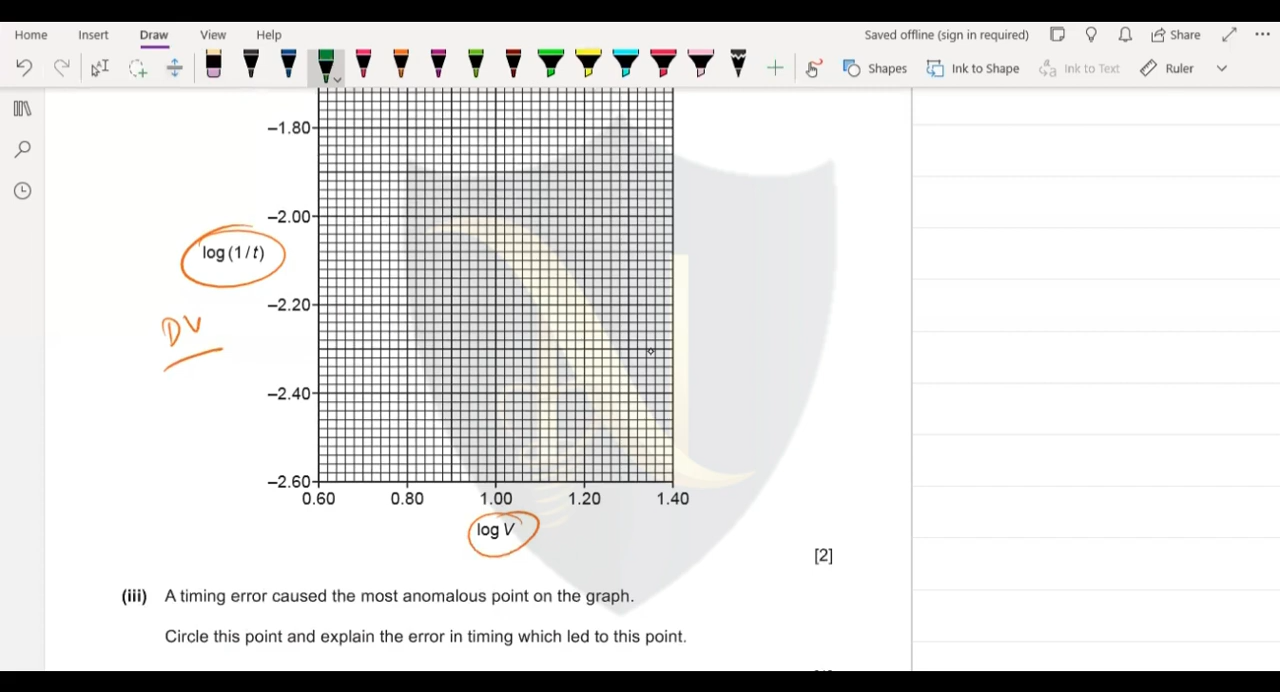 Home Insert Draw View Help Saved offline (sign in required) Share
Shapes Ink to Shape Ink to Text Ruler
−1.80
−2.00
log (1/t)
DV
−2.20
−2.40
−2.60
0.60 0.80 1.00 1.20 1.40
log V
[2]
(iii) A timing error caused the most anomalous point on the graph.
Circle this point and explain the error in timing which led to this point.